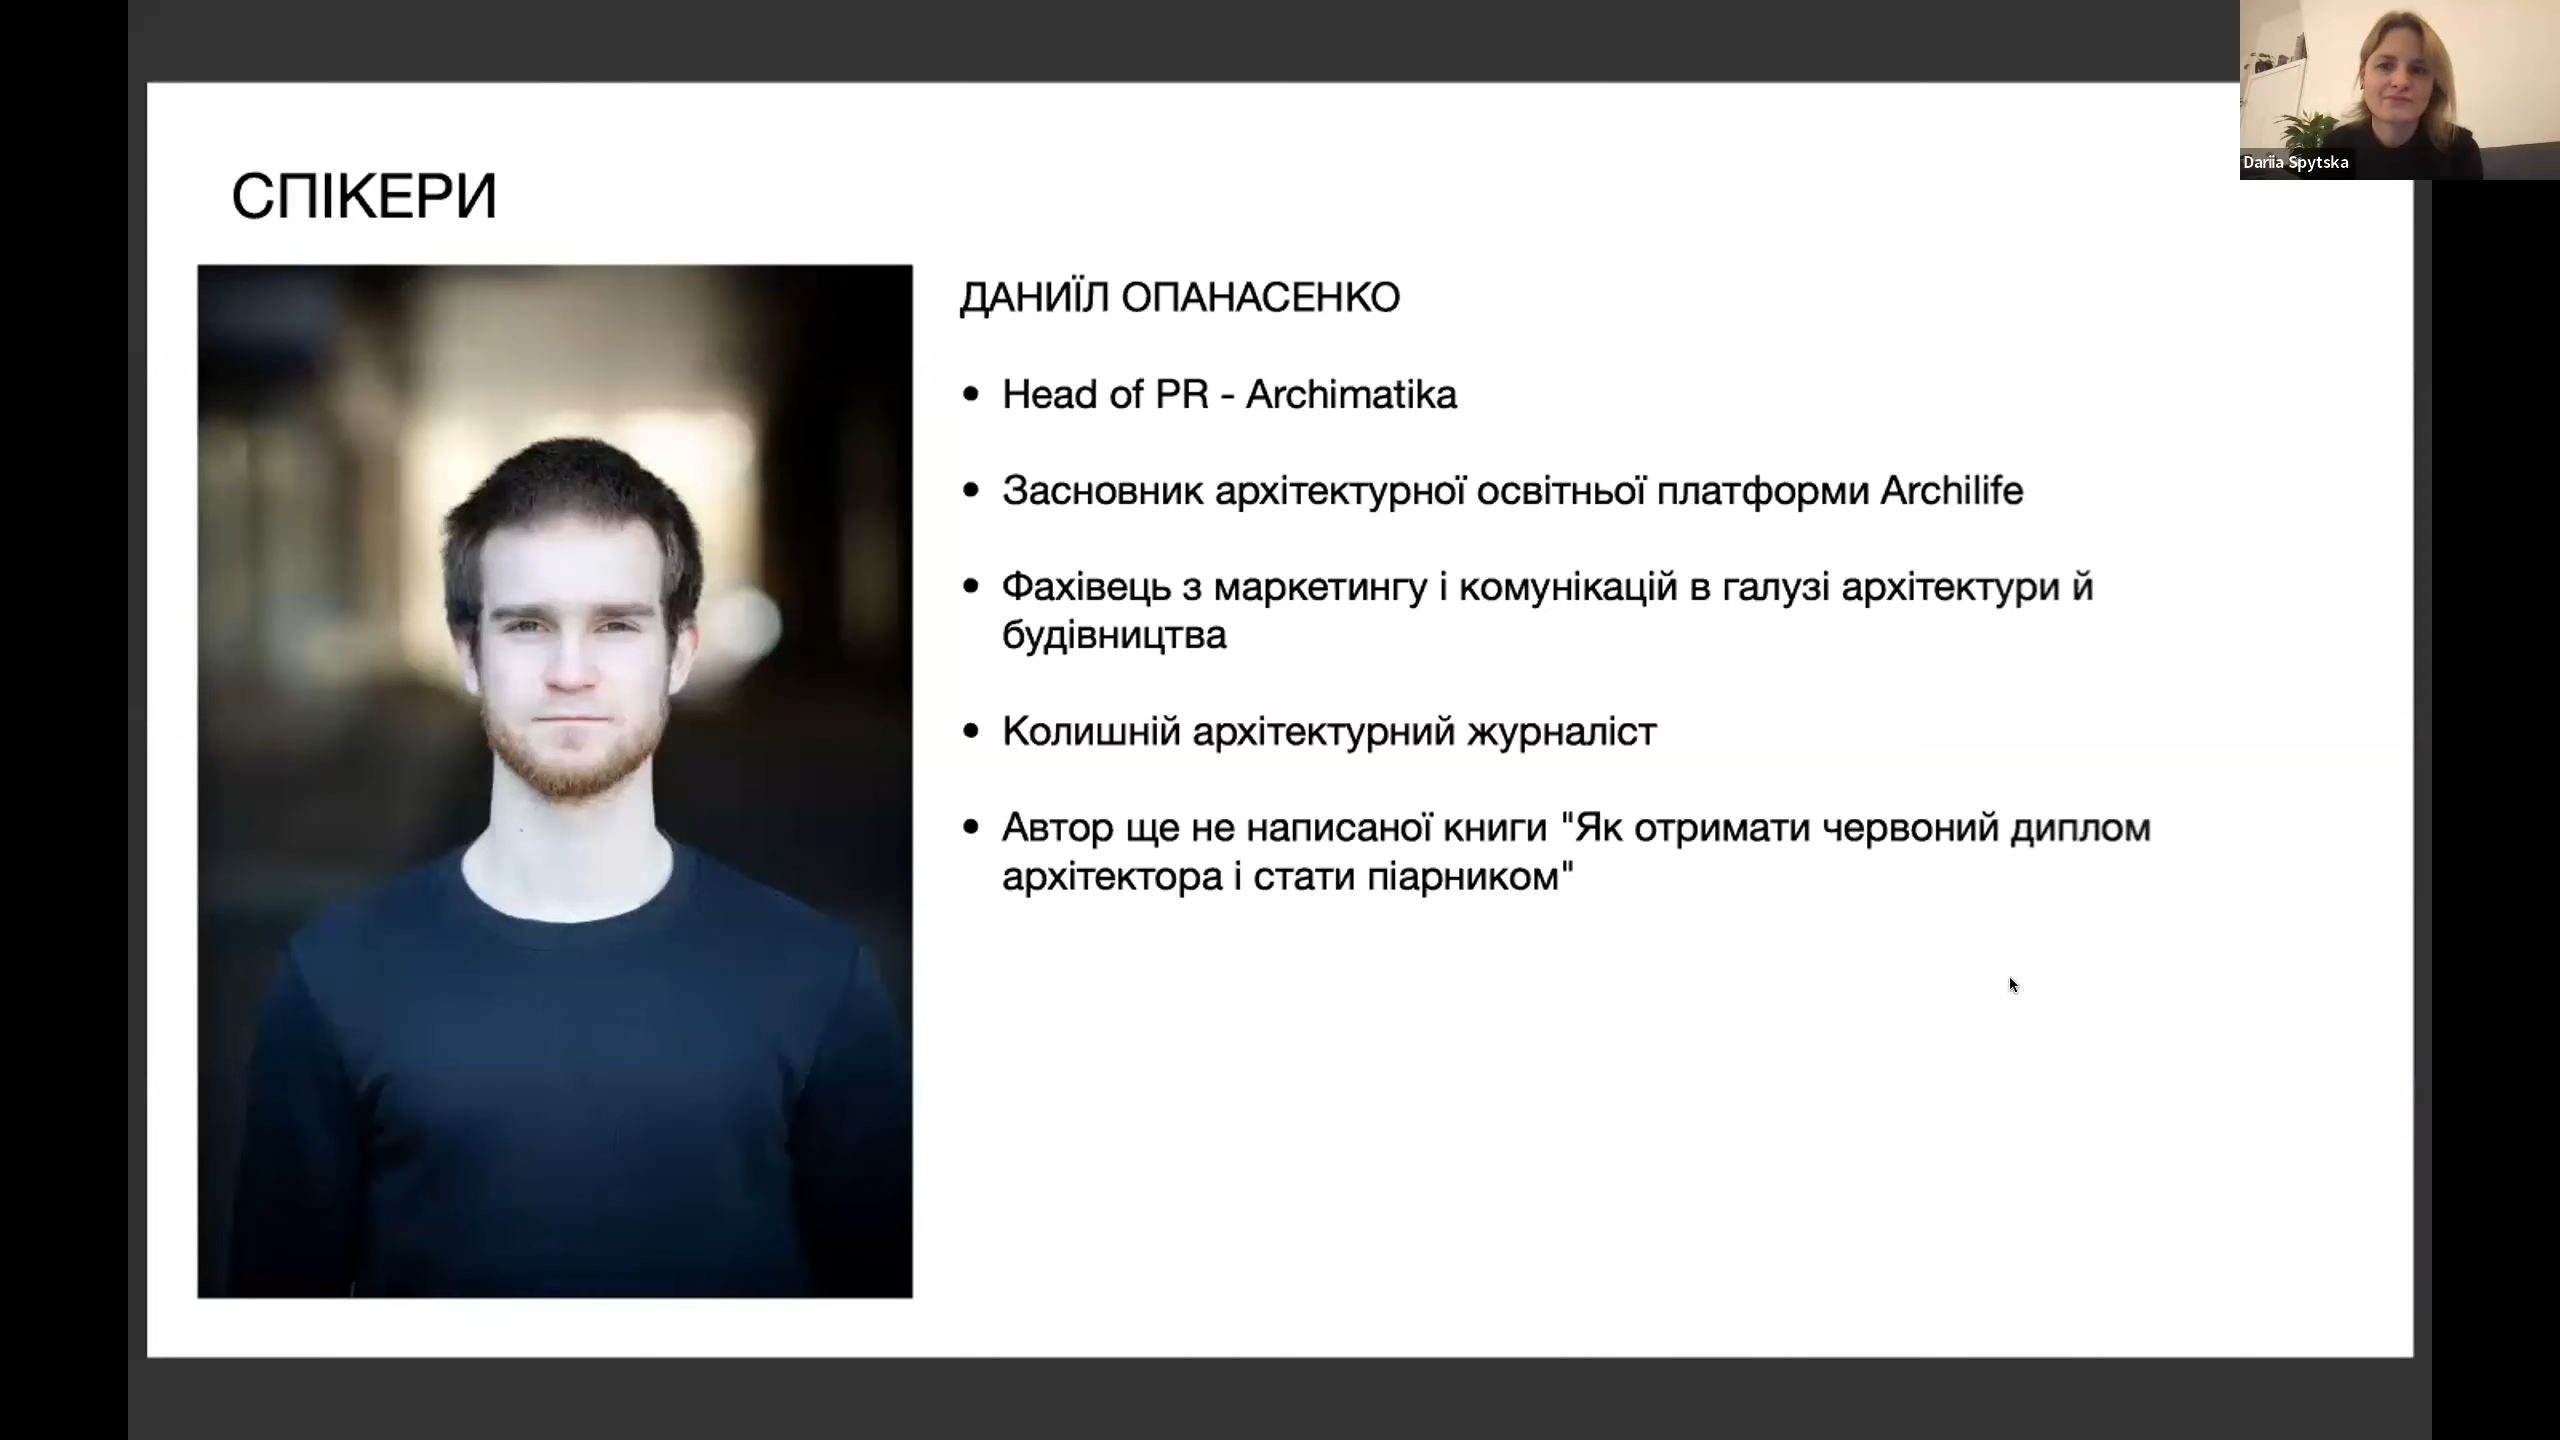 Dariia Spytska
СПІКЕРИ
ДАНИЇЛ ОПАНАСЕНКО
• Head of PR - Archimatika
• Засновник архітектурної освітньої платформи Archilife
• Фахівець з маркетингу і комунікацій в галузі архітектури й
будівництва
• Колишній архітектурний журналіст
• Автор ще не написаної книги "Як отримати червоний диплом
архітектора і стати піарником"